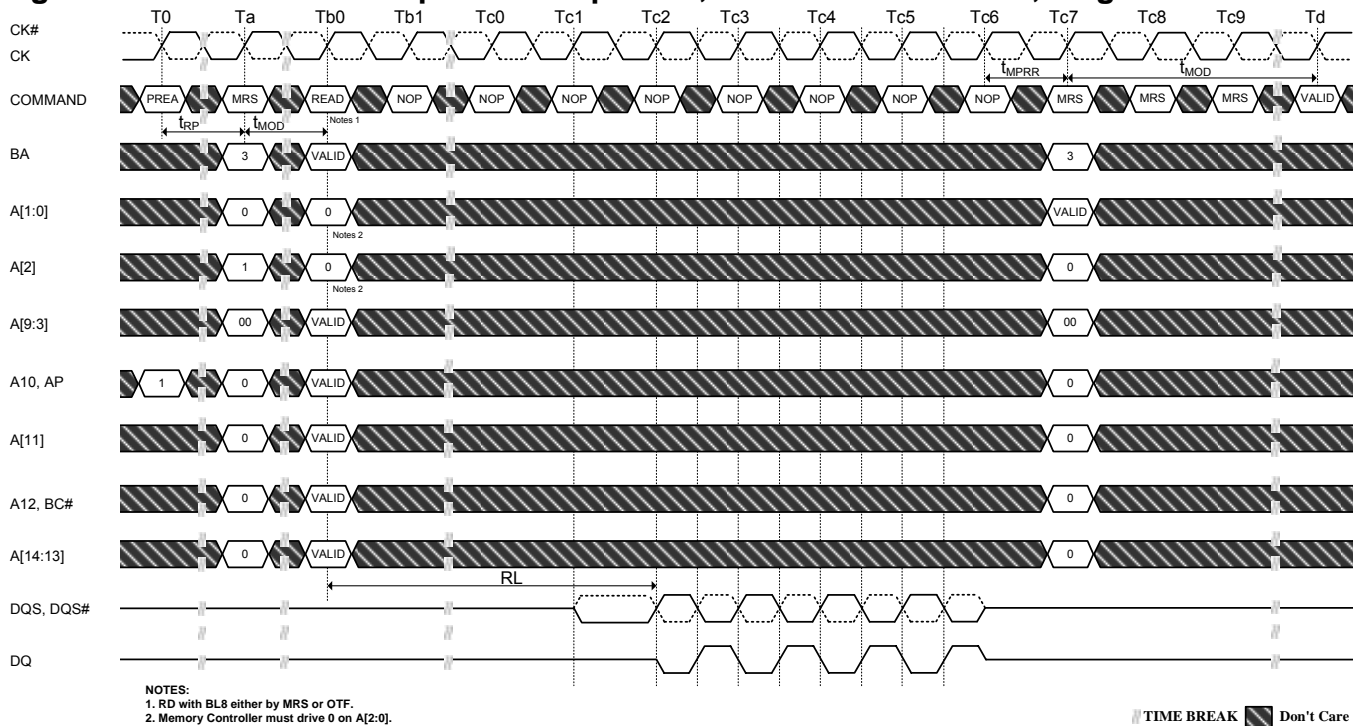 T0 Ta Tb0 Tb1 Tc0 Tc1 Tc2 Tc3 Tc4 Tc5 Tc6 Tc7 Tc8 Tc9 Td
CK#
CK
tMPRR tMOD
COMMAND PREA MRS READ NOP NOP NOP NOP NOP NOP NOP NOP MRS MRS MRS VALID
Notes 1
tRP tMOD
BA 3 VALID 3
A[1:0] 0 0 VALID
Notes 2
A[2] 1 0 0
Notes 2
A[9:3] 00 VALID 00
A10, AP 1 0 VALID 0
A[11] 0 VALID 0
A12, BC# 0 VALID 0
A[14:13] 0 VALID 0
RL
DQS, DQS#
DQ
NOTES:
1. RD with BL8 either by MRS or OTF.
2. Memory Controller must drive 0 on A[2:0].
TIME BREAK Don't Care